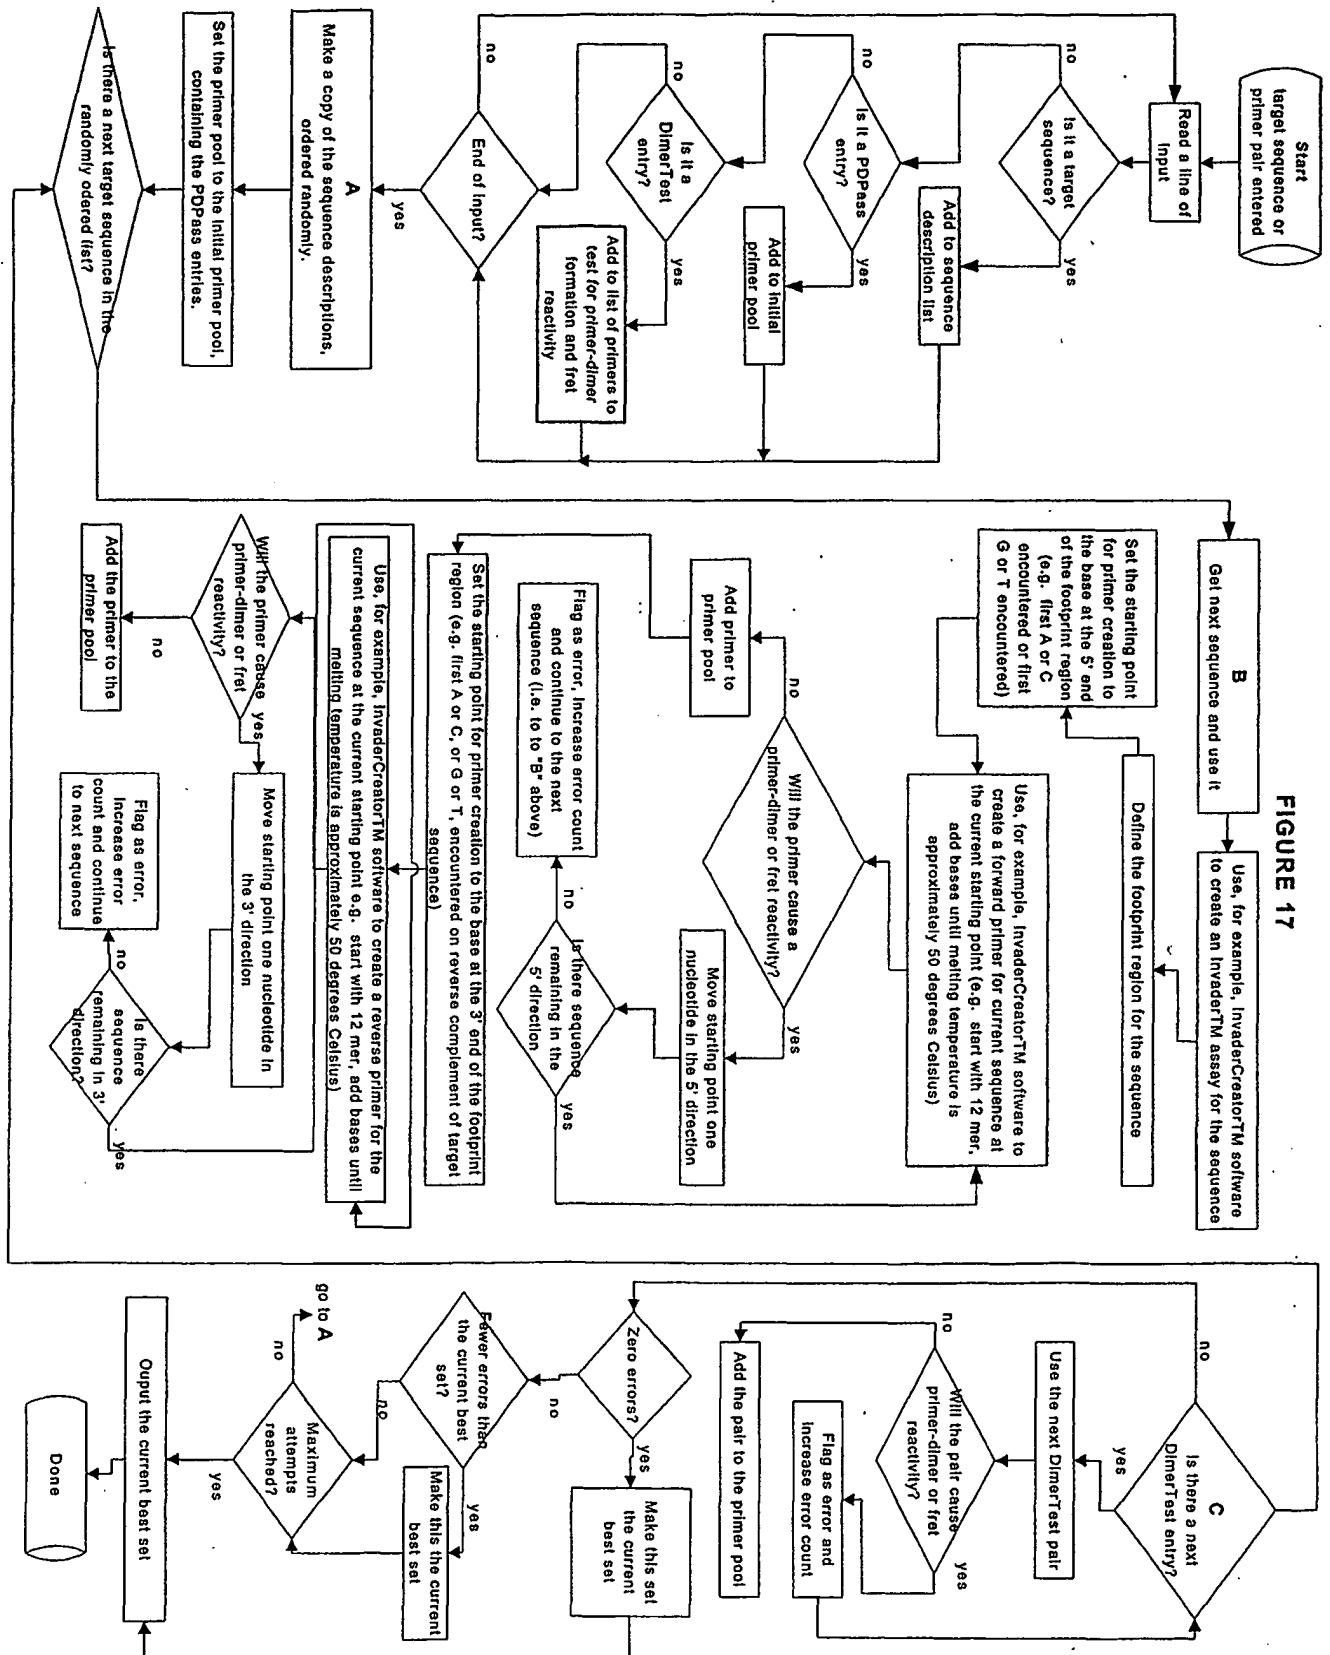 FIGURE 17
Start
target sequence or
primer pair entered
Read a line of
Input
Is it a target
sequence?
no
yes
Add to sequence
description list
Is it a PDPass
entry?
no
yes
Add to initial
primer pool
Is it a
DimerTest
entry?
no
yes
Add to list of primers to
test for primer-dimer
formation and fret
reactivity
End of Input?
no
yes
A
Make a copy of the sequence descriptions,
ordered randomly.
Set the primer pool to the initial primer pool,
containing the PDPass entries.
Is there a next target sequence in the
randomly odered list?
B
Get next sequence and use it
Use, for example, InvaderCreatorTM software
to create an InvaderTM assay for the sequence
Define the footprint region for the sequence
Set the starting point
for primer creation to
the base at the 5' end
of the footprint region
(e.g. first A or C
encountered or first
G or T encountered)
Use, for example, InvaderCreatorTM software to
create a forward primer for current sequence at
the current starting point (e.g. start with 12 mer,
add bases until melting temperature is
approximately 50 degrees Celsius)
Will the primer cause a
primer-dimer or fret reactivity?
no
yes
Add primer to
primer pool
Move starting point one
nucleotide in the 5' direction
Is there sequence
remaining in the
5' direction
no
yes
Flag as error, Increase error count
and continue to the next
sequence (i.e. to to "B" above)
Set the starting point for primer creation to the base at the 3' end of the footprint
region (e.g. first A or C, or G or T, encountered on reverse complement of target
sequence)
Use, for example, InvaderCreatorTM software to create a reverse primer for the
current sequence at the current starting point e.g. start with 12 mer, add bases until
melting temperature is approximately 50 degrees Celsius)
Will the primer cause
primer-dimer or fret
reactivity?
yes
no
Add the primer to the
primer pool
Move starting point one nucleotide in
the 3' direction
Is there
sequence
remaining in 3'
direction?
no
yes
Flag as error,
Increase error
count and continue
to next sequence
C
Is there a next
DimerTest entry?
no
yes
Use the next DimerTest pair
Will the pair cause
primer-dimer or fret
reactivity?
no
yes
Flag as error and
increase error count
Add the pair to the primer pool
Zero errors?
yes
no
Make this set
the current
best set
Fewer errors than
the current best
set?
yes
no
Make this the current
best set
Maximum
attempts
reached?
no
yes
go to A
Ouput the current best set
Done